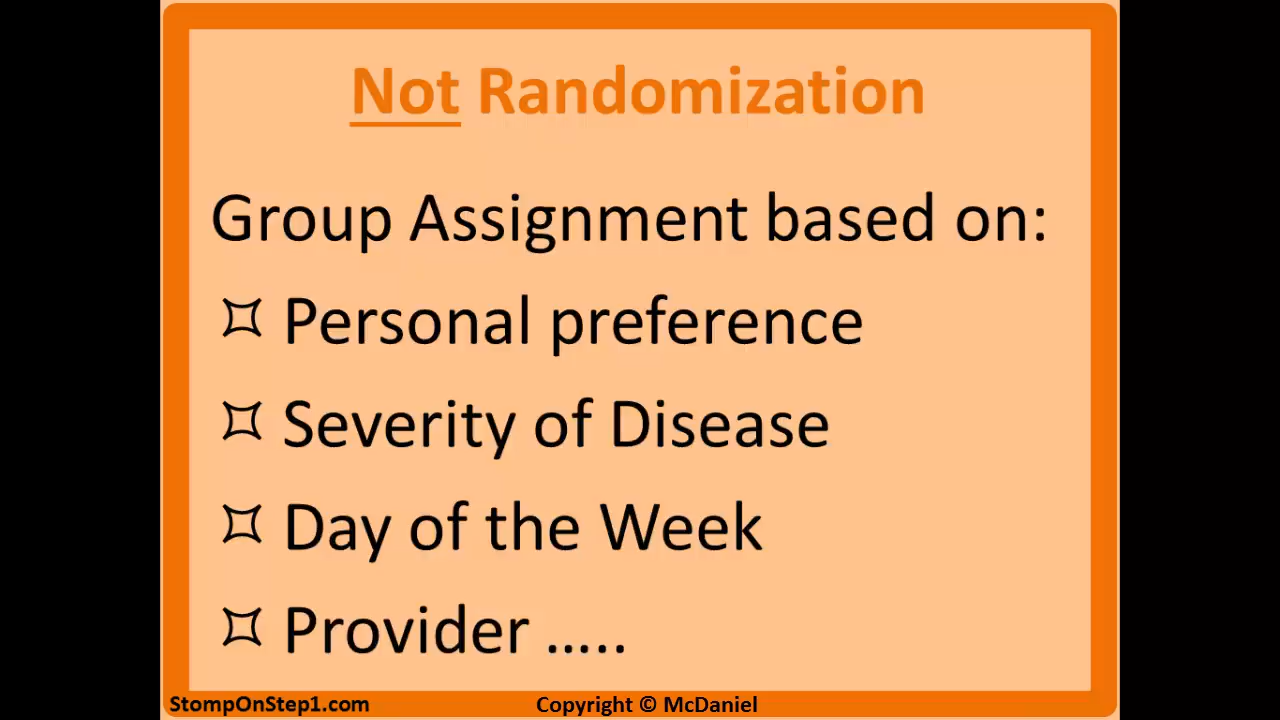 Not Randomization
Group Assignment based on:
Personal preference
Severity of Disease
Day of the Week
Provider …..
StompOnStep1.com
Copyright © McDaniel